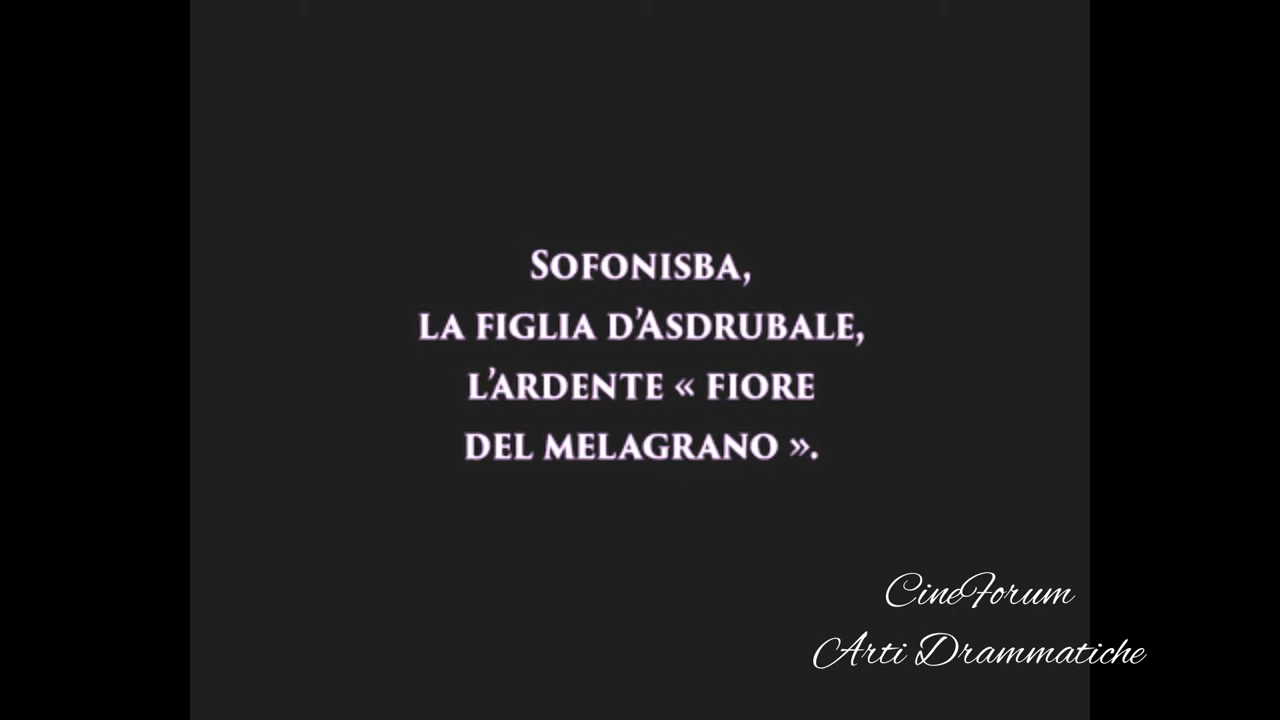 Sofonisba,
la figlia d'Asdrubale,
l'ardente « fiore
del melagrano ».
CineForum
Arti Drammatiche